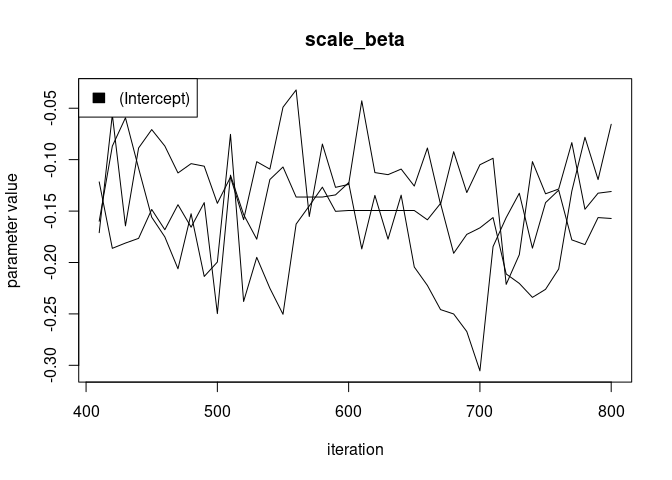 scale_beta
(Intercept)
-0.05
-0.10
-0.15
-0.20
-0.25
-0.30
parameter value
400 500 600 700 800
iteration